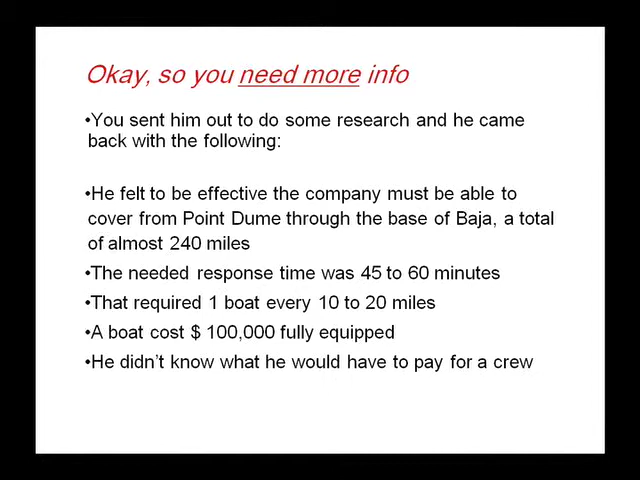 Okay, so you need more info
•You sent him out to do some research and he came
back with the following:
•He felt to be effective the company must be able to
cover from Point Dume through the base of Baja, a total
of almost 240 miles
•The needed response time was 45 to 60 minutes
•That required 1 boat every 10 to 20 miles
•A boat cost $ 100,000 fully equipped
•He didn’t know what he would have to pay for a crew